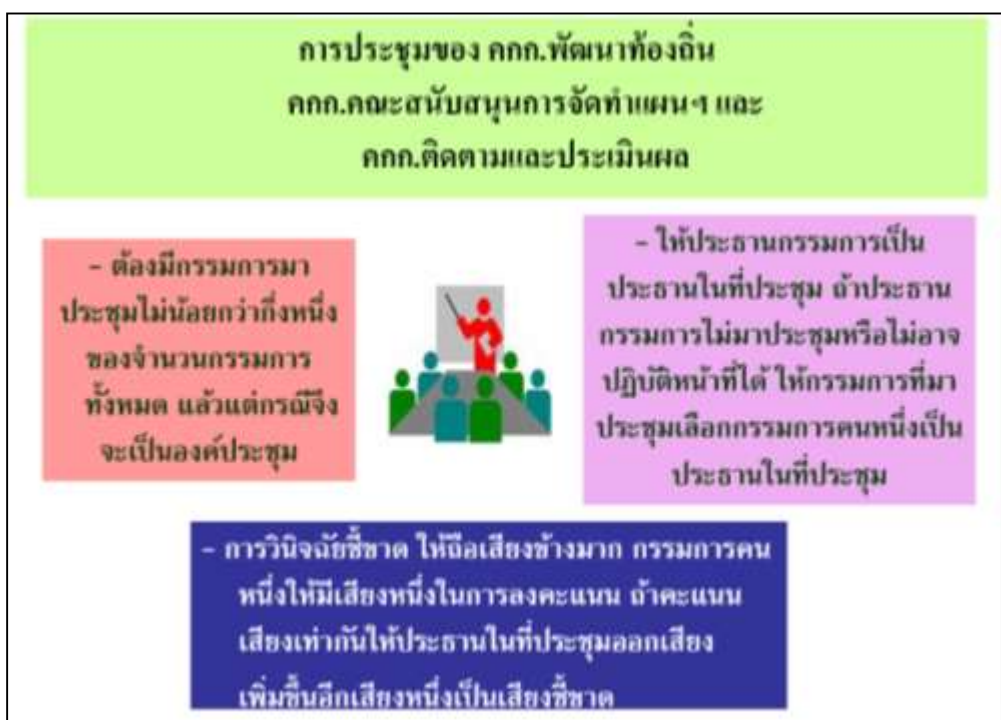 การประชุมของ คกก.พัฒนาท้องถิ่น
คกก.คณะสนับสนุนการจัดทำแผนฯ และ
คกก.ติดตามและประเมินผล
- ต้องมีกรรมการมา
ประชุมไม่น้อยกว่ากึ่งหนึ่ง
ของจำนวนกรรมการ
ทั้งหมด แล้วแต่กรณีจึง
จะเป็นองค์ประชุม
- ให้ประธานกรรมการเป็น
ประธานในที่ประชุม ถ้าประธาน
กรรมการไม่มาประชุมหรือไม่อาจ
ปฏิบัติหน้าที่ได้ ให้กรรมการที่มา
ประชุมเลือกกรรมการคนหนึ่งเป็น
ประธานในที่ประชุม
- การวินิจฉัยชี้ขาด ให้ถือเสียงข้างมาก กรรมการคน
หนึ่งให้มีเสียงหนึ่งในการลงคะแนน ถ้าคะแนน
เสียงเท่ากันให้ประธานในที่ประชุมออกเสียง
เพิ่มขึ้นอีกเสียงหนึ่งเป็นเสียงชี้ขาด